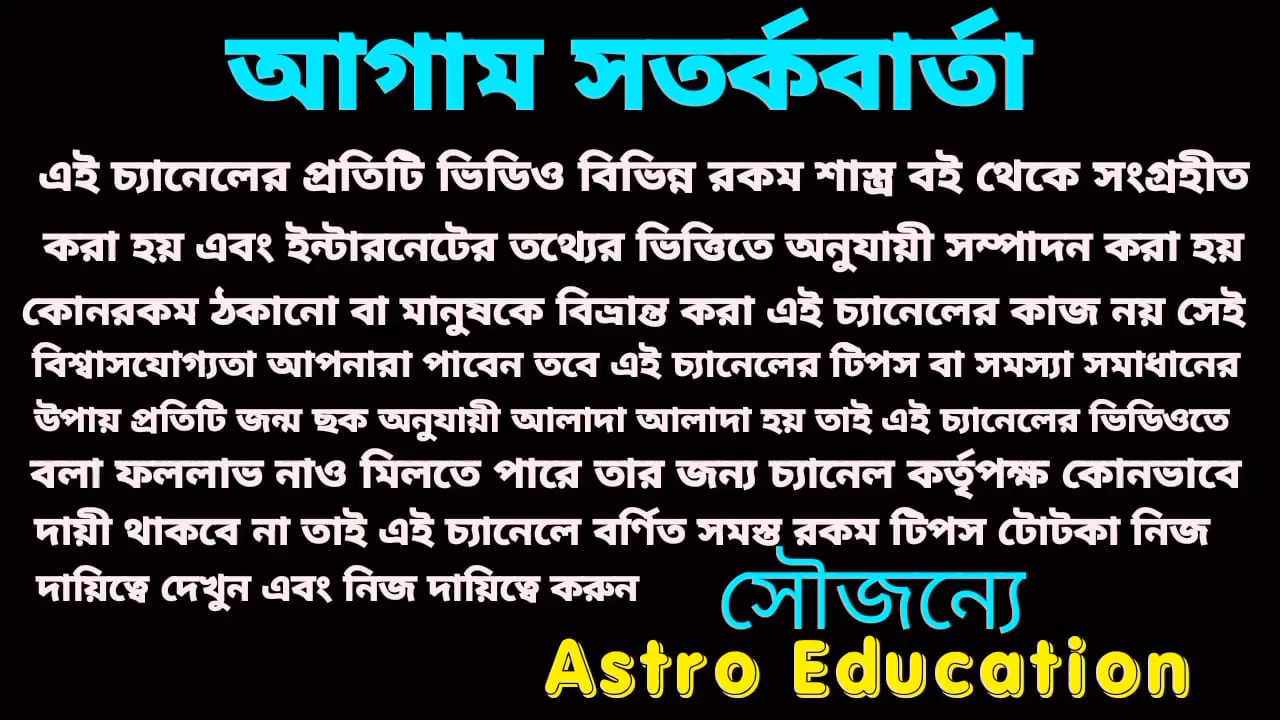 আগাম সতর্কবার্তা
এই চ্যানেলের প্রতিটি ভিডিও বিভিন্ন রকম শাস্ত্র বই থেকে সংগ্রহীত
করা হয় এবং ইন্টারনেটের তথ্যের ভিত্তিতে অনুযায়ী সম্পাদন করা হয়
কোনরকম ঠকানো বা মানুষকে বিভ্রান্ত করা এই চ্যানেলের কাজ নয় সেই
বিশ্বাসযোগ্যতা আপনারা পাবেন তবে এই চ্যানেলের টিপস বা সমস্যা সমাধানের
উপায় প্রতিটি জন্ম ছক অনুযায়ী আলাদা আলাদা হয় তাই এই চ্যানেলের ভিডিওতে
বলা ফললাভ নাও মিলতে পারে তার জন্য চ্যানেল কর্তৃপক্ষ কোনভাবে
দায়ী থাকবে না তাই এই চ্যানেলে বর্ণিত সমস্ত রকম টিপস টোটকা নিজ
দায়িত্বে দেখুন এবং নিজ দায়িত্বে করুন
সৌজন্যে
Astro Education